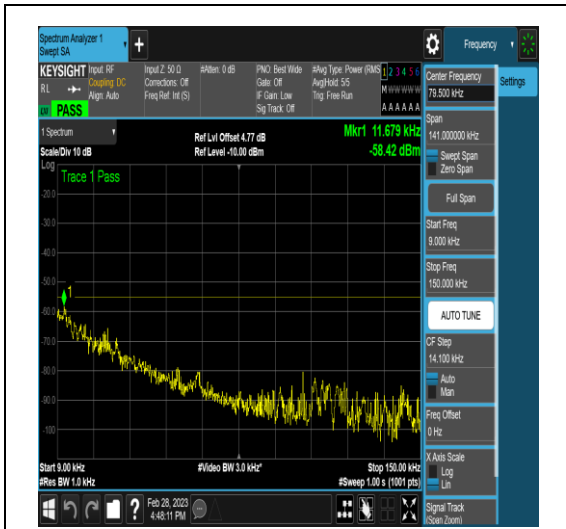 Spectrum Analyzer 1
Swept SA
Frequency
KEYSIGHT
RL
Input: RF
Coupling: DC
Align: Auto
Input Z: 50 Ω
Corrections: Off
Freq Ref: Int (S)
#Atten: 0 dB
PNO: Best Wide
Gate: Off
IF Gain: Low
Sig Track: Off
#Avg Type: Power (RMS
Avg|Hold: 5/5
Trig: Free Run
1 2 3 4 5 6
M W W W W W
A A A A A A
PASS
Center Frequency
79.500 kHz
Settings
Span
141.000000 kHz
Swept Span
Zero Span
Full Span
Start Freq
9.000 kHz
Stop Freq
150.000 kHz
AUTO TUNE
CF Step
14.100 kHz
Auto
Man
Freq Offset
0 Hz
X Axis Scale
Log
Lin
Signal Track
(Span Zoom)
1 Spectrum
Scale/Div 10 dB
Ref Lvl Offset 4.77 dB
Ref Level -10.00 dBm
Mkr1 11.679 kHz
-58.42 dBm
Log
Trace 1 Pass
-20.0
-30.0
-40.0
-50.0
1
-60.0
-70.0
-80.0
-90.0
-100
Start 9.00 kHz
#Res BW 1.0 kHz
#Video BW 3.0 kHz*
Stop 150.00 kHz
#Sweep 1.00 s (1001 pts)
Feb 28, 2023
4:48:11 PM